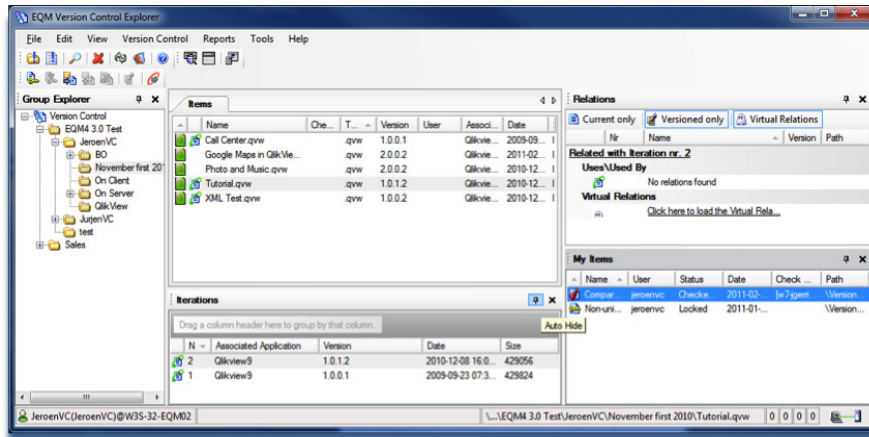 EQM Version Control Explorer
File Edit View Version Control Reports Tools Help
Group Explorer
Version Control
EQM4 3.0 Test
JeroenVC
BO
November first 20
On Client
On Server
QlikView
JurjenVC
test
Sales
Items
Name Che... T... Version User Associ... Date
Call Center.qvw .qvw 1.0.0.1 Qlikvie... 2009-09...
Google Maps in QlikVie... .qvw 2.0.0.2 Qlikvie... 2011-02...
Photo and Music.qvw .qvw 2.0.0.2 Qlikvie... 2010-12...
Tutorial.qvw .qvw 1.0.1.2 Qlikvie... 2010-12...
XML Test.qvw .qvw 1.0.0.2 Qlikvie... 2010-12...
Iterations
Drag a column header here to group by that column.
N Associated Application Version Date Size
2 Qlikview9 1.0.1.2 2010-12-08 16:0... 429056
1 Qlikview9 1.0.0.1 2009-09-23 07:3... 429824
Relations
Current only Versioned only Virtual Relations
Nr Name Version Path
Related with Iteration nr. 2
Uses\Used By
No relations found
Virtual Relations
Click here to load the Virtual Rela...
My Items
Name User Status Date Check ... Path
Compar... jeroenvc Checke... 2011-02-... \Version...
Non-uni... jeroenvc Locked 2011-01-... \Version...
Auto Hide
JeroenVC(JeroenVC)@W3S-32-EQM02 \...\EQM4 3.0 Test\JeroenVC\November first 2010\Tutorial.qvw 0 0 0 0